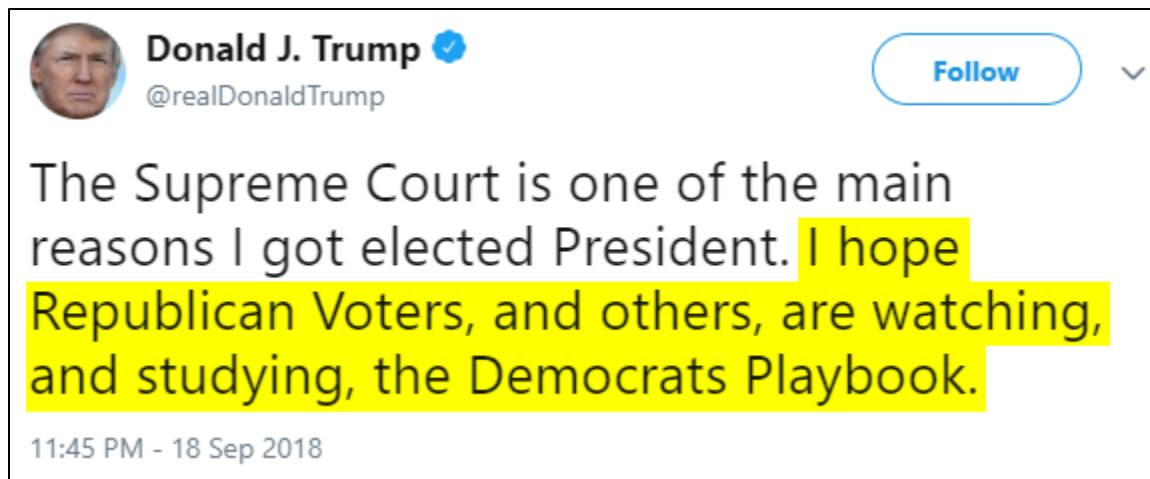 Donald J. Trump
@realDonaldTrump
Follow
The Supreme Court is one of the main
reasons I got elected President. I hope
Republican Voters, and others, are watching,
and studying, the Democrats Playbook.
11:45 PM - 18 Sep 2018